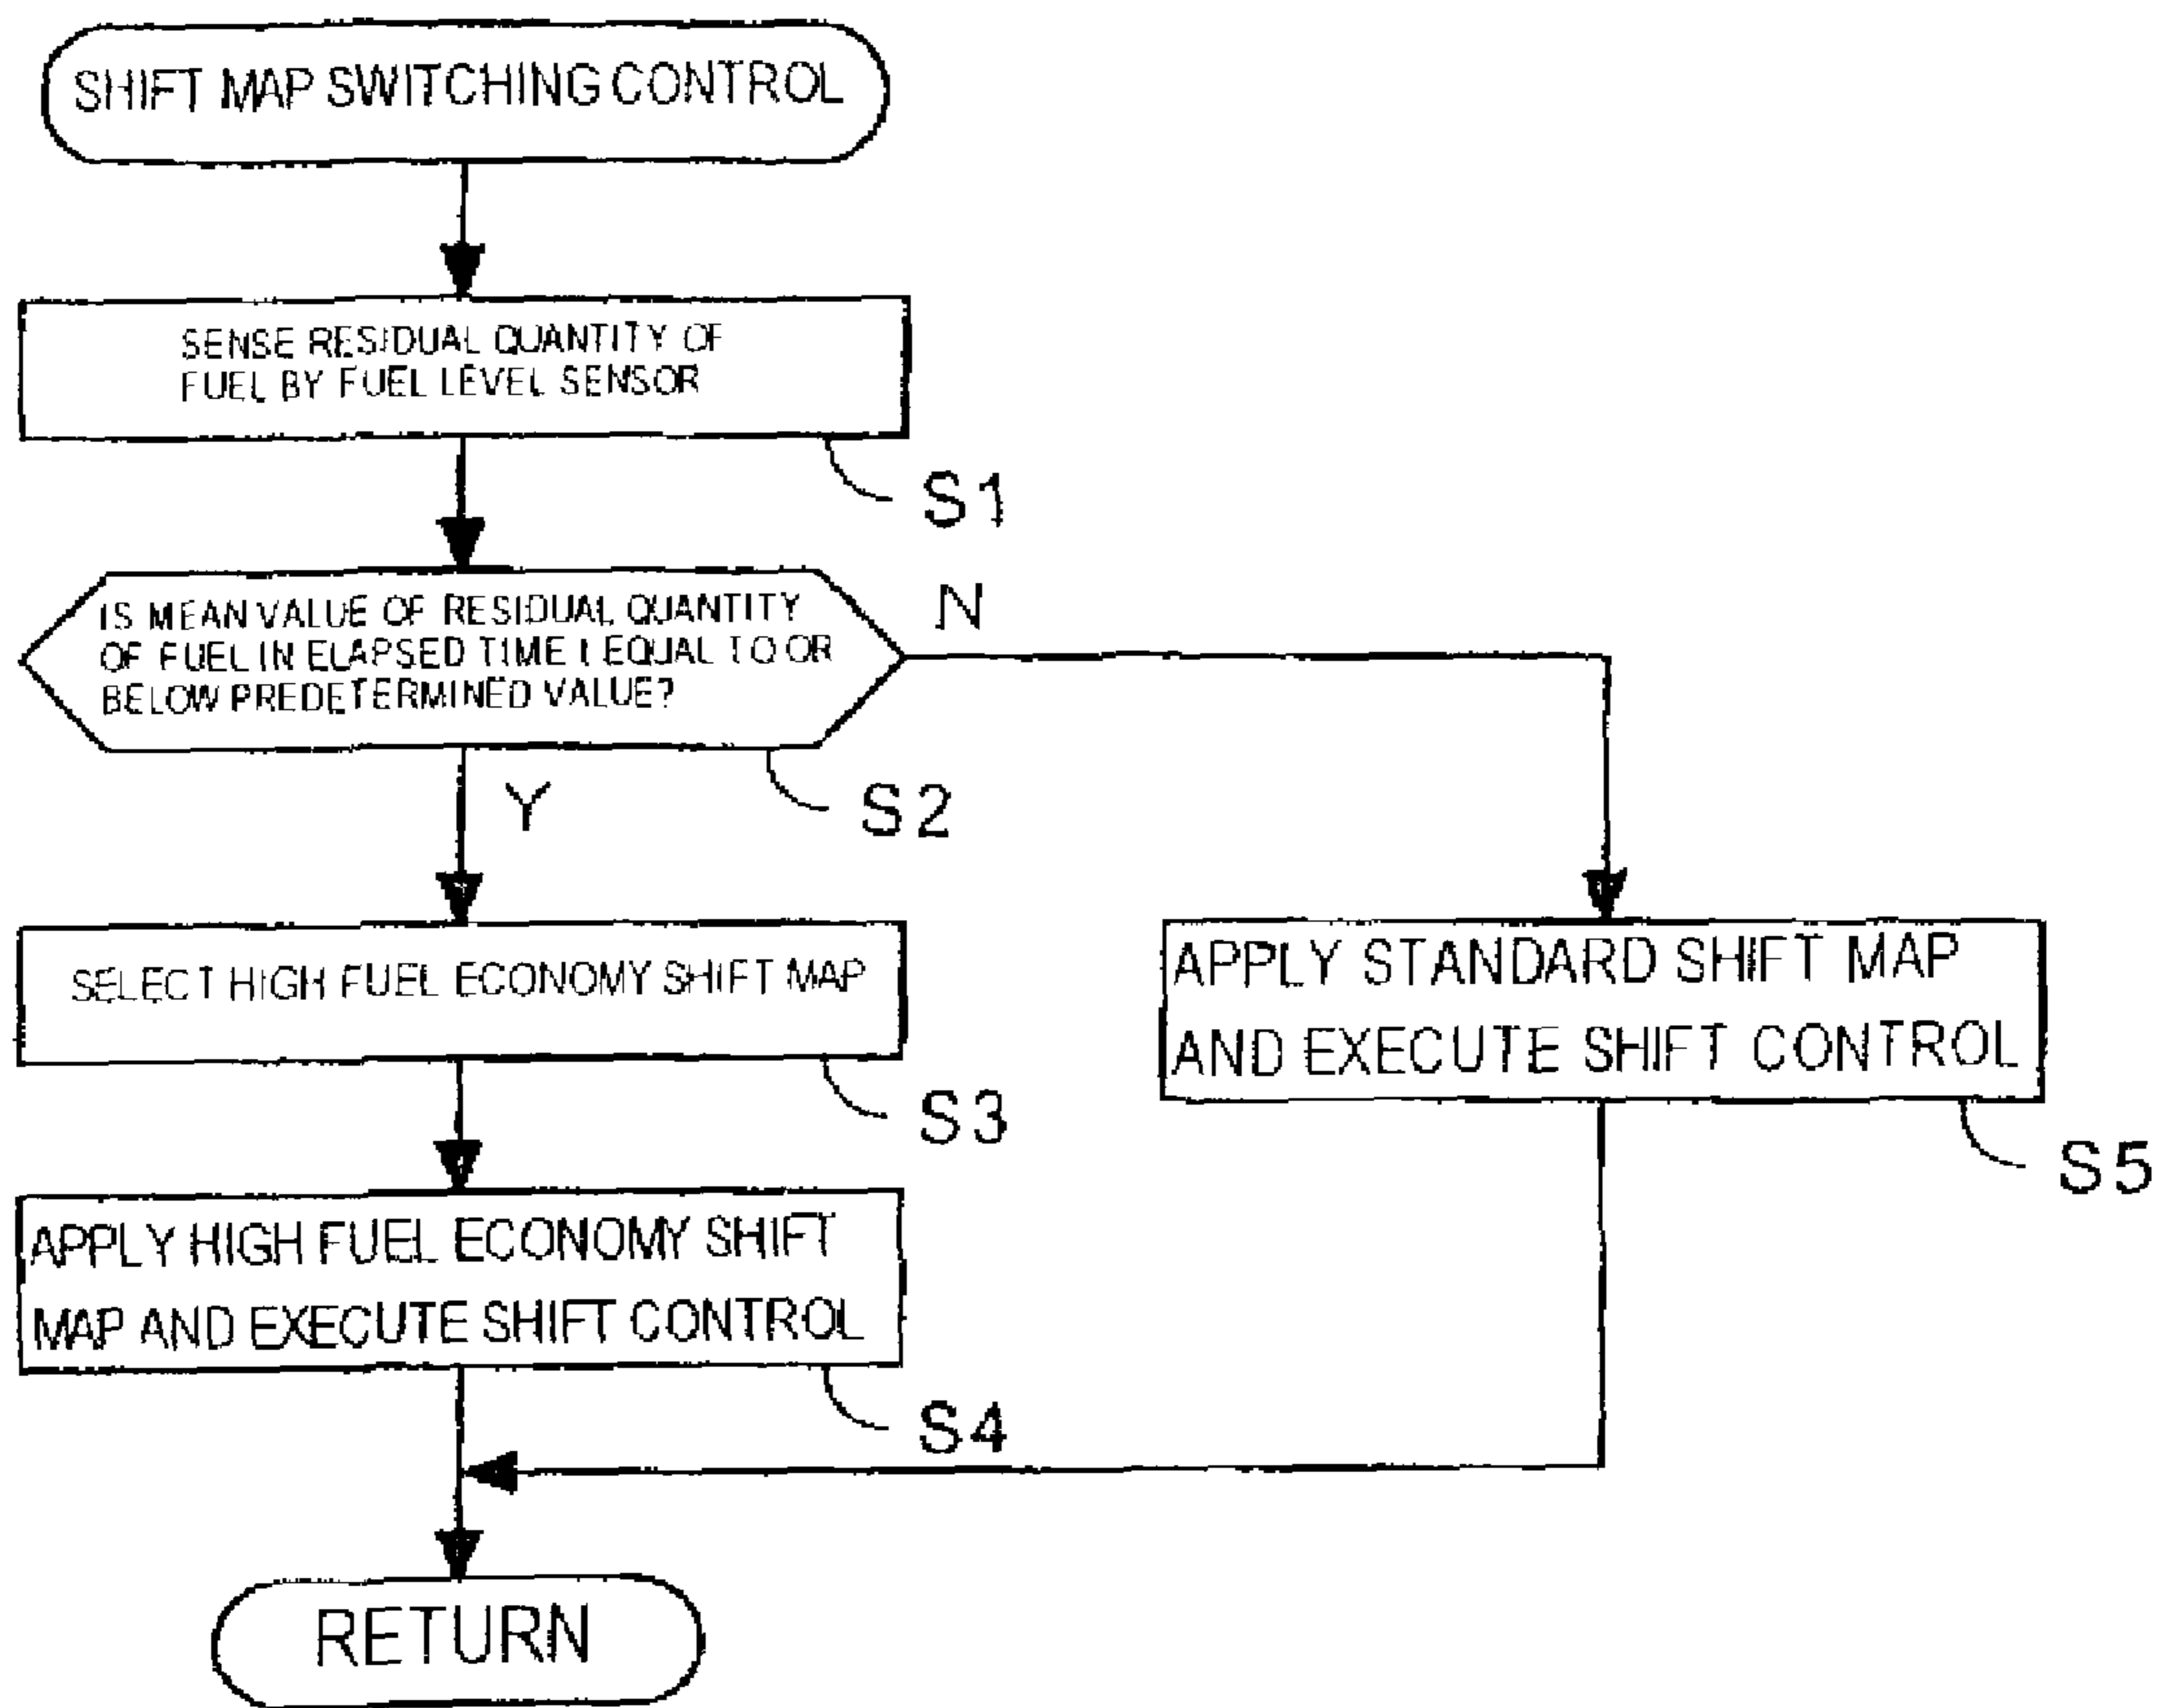 SHIFT MAP SWITCHING CONTROL
SENSE RESIDUAL QUANTITY OF
FUEL BY FUEL LEVEL SENSOR
S1
IS MEAN VALUE OF RESIDUAL QUANTITY
OF FUEL IN ELAPSED TIME t EQUAL TO OR
BELOW PREDETERMINED VALUE?
N
Y
S2
SELECT HIGH FUEL ECONOMY SHIFT MAP
S3
APPLY STANDARD SHIFT MAP
AND EXECUTE SHIFT CONTROL
S5
APPLY HIGH FUEL ECONOMY SHIFT
MAP AND EXECUTE SHIFT CONTROL
S4
RETURN